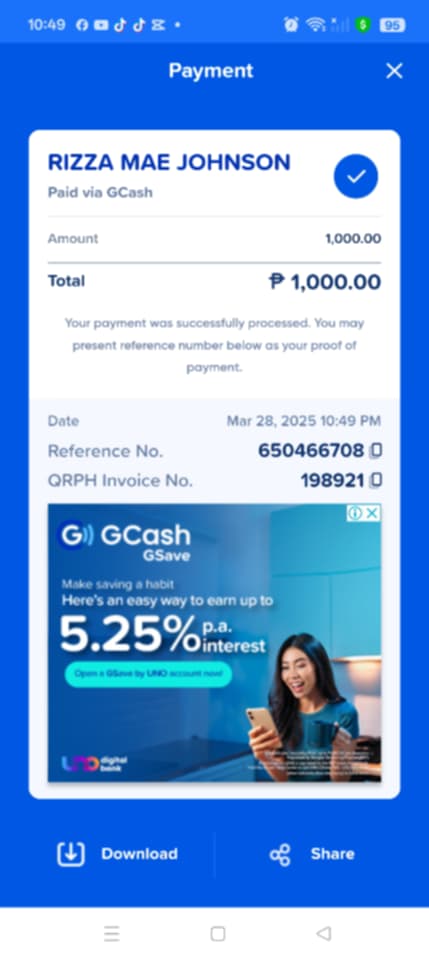 10:49
95
Payment
RIZZA MAE JOHNSON
Paid via GCash
Amount 1,000.00
Total ₱ 1,000.00
Your payment was successfully processed. You may
present reference number below as your proof of
payment.
Date Mar 28, 2025 10:49 PM
Reference No. 650466708
QRPH Invoice No. 198921
G)) GCash
GSave
Make saving a habit
Here's an easy way to earn up to
5.25% p.a.
interest
Open a GSave by UNO account now!
UNO digital
bank
Download
Share